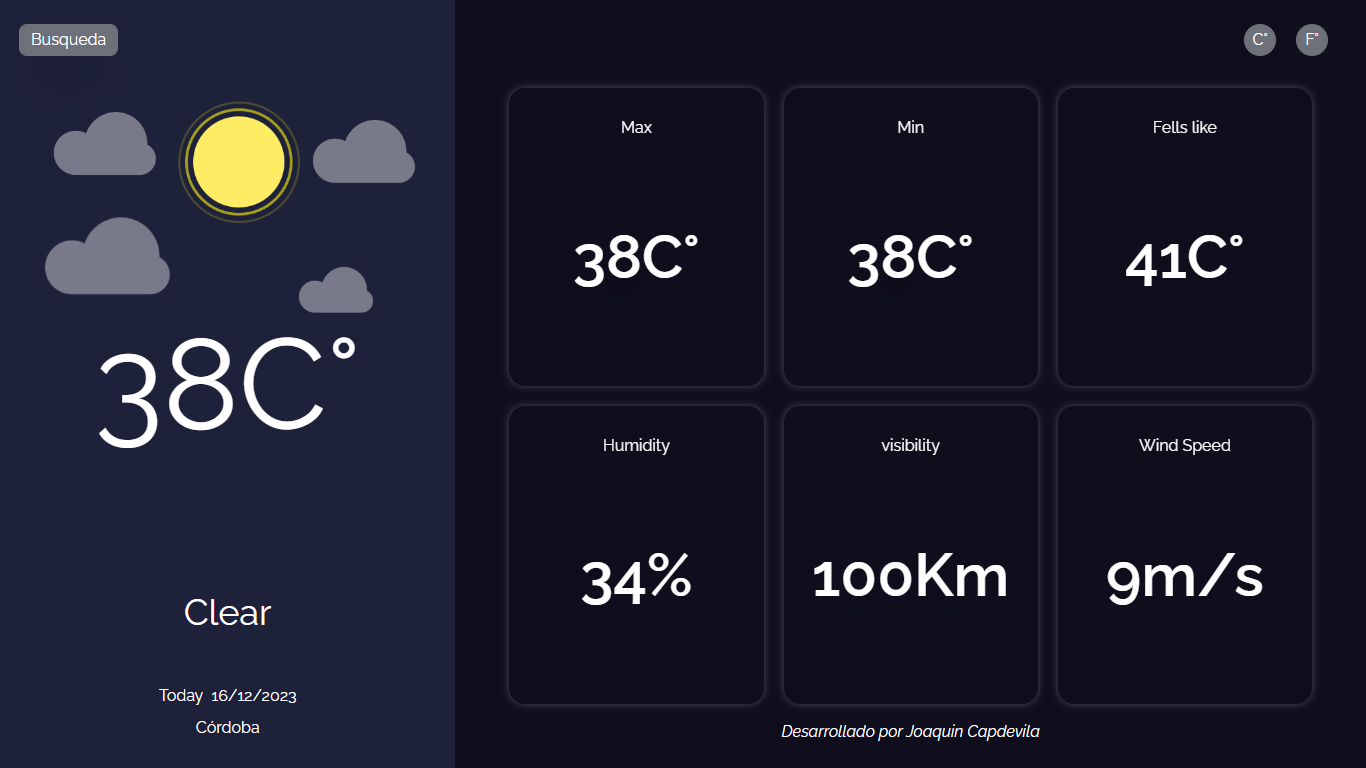 Busqueda
38C°
Clear
Today 16/12/2023
Córdoba
C° F°
Max
38C°
Min
38C°
Fells like
41C°
Humidity
34%
visibility
100Km
Wind Speed
9m/s
Desarrollado por Joaquin Capdevila